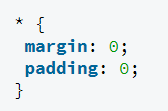 * {
 margin: 0;
 padding: 0;
}